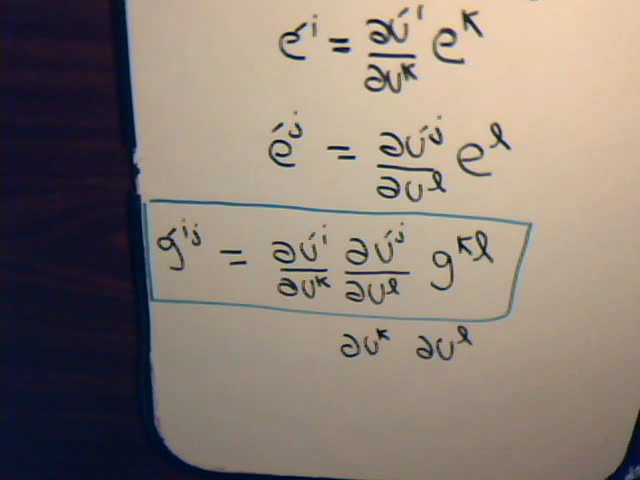 é^i = ∂ú^i/∂u^k e^k
é^j = ∂ú^j/∂u^l e^l
ǵ^ij = ∂ú^i/∂u^k ∂ú^j/∂u^l g^kl
∂u^k ∂u^l